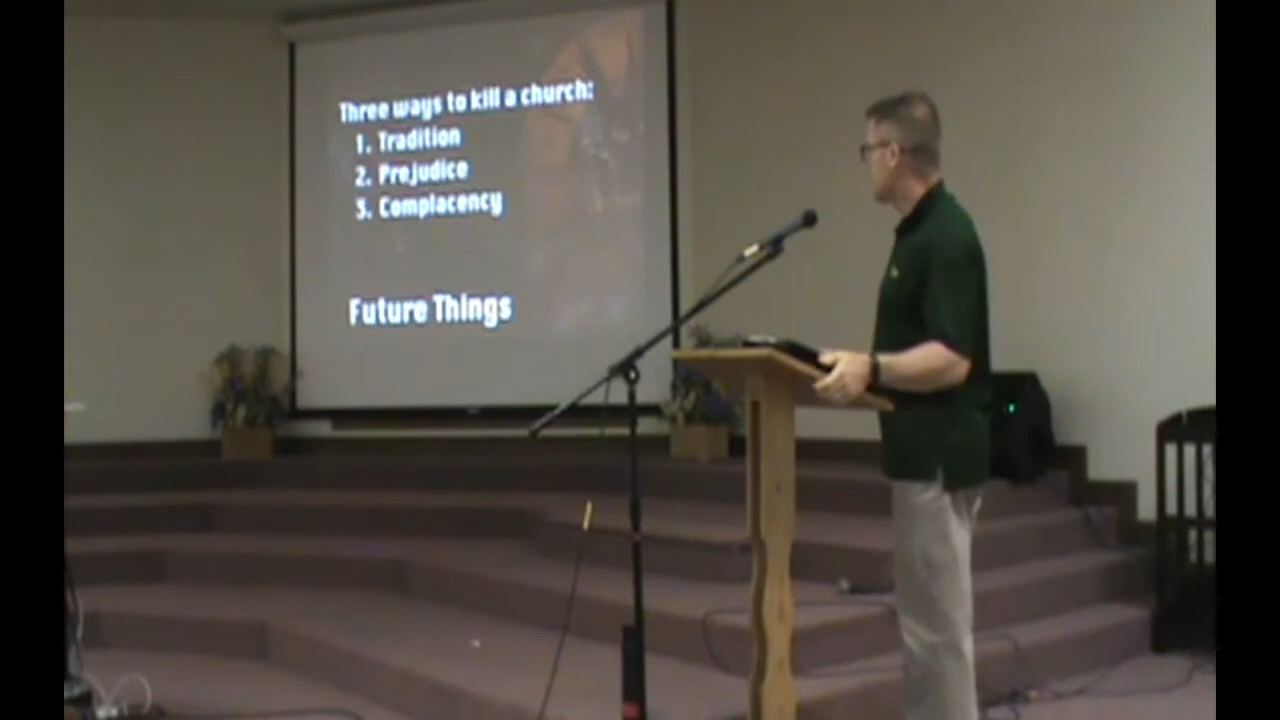 Three ways to kill a church:
1. Tradition
2. Prejudice
3. Complacency
Future Things